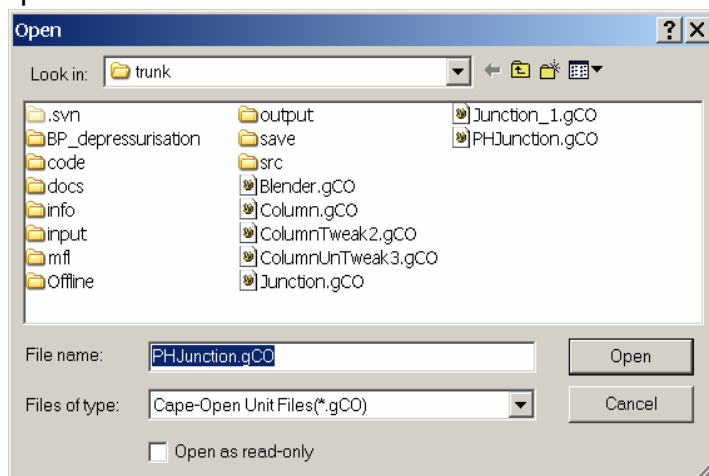 Open
Look in: trunk
.svn
BP_depressurisation
code
docs
info
input
mfl
Offline
output
save
src
Blender.gCO
Column.gCO
ColumnTweak2.gCO
ColumnUnTweak3.gCO
Junction.gCO
Junction_1.gCO
PHJunction.gCO
File name: PHJunction.gCO Open
Files of type: Cape-Open Unit Files(*.gCO) Cancel
Open as read-only